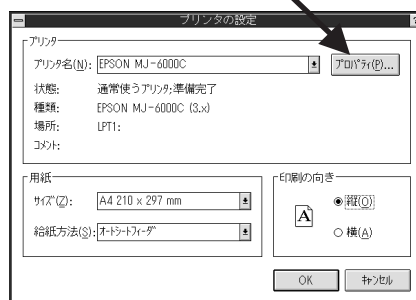 プリンタの設定
プリンタ
プリンタ名(N): EPSON MJ-6000C プロパティ(P)...
状態: 通常使うプリンタ;準備完了
種類: EPSON MJ-6000C (3.x)
場所: LPT1:
コメント:
用紙
サイズ(Z): A4 210 x 297 mm
給紙方法(S): オートシートフィーダ
印刷の向き
A
縦(O)
横(A)
OK キャンセル